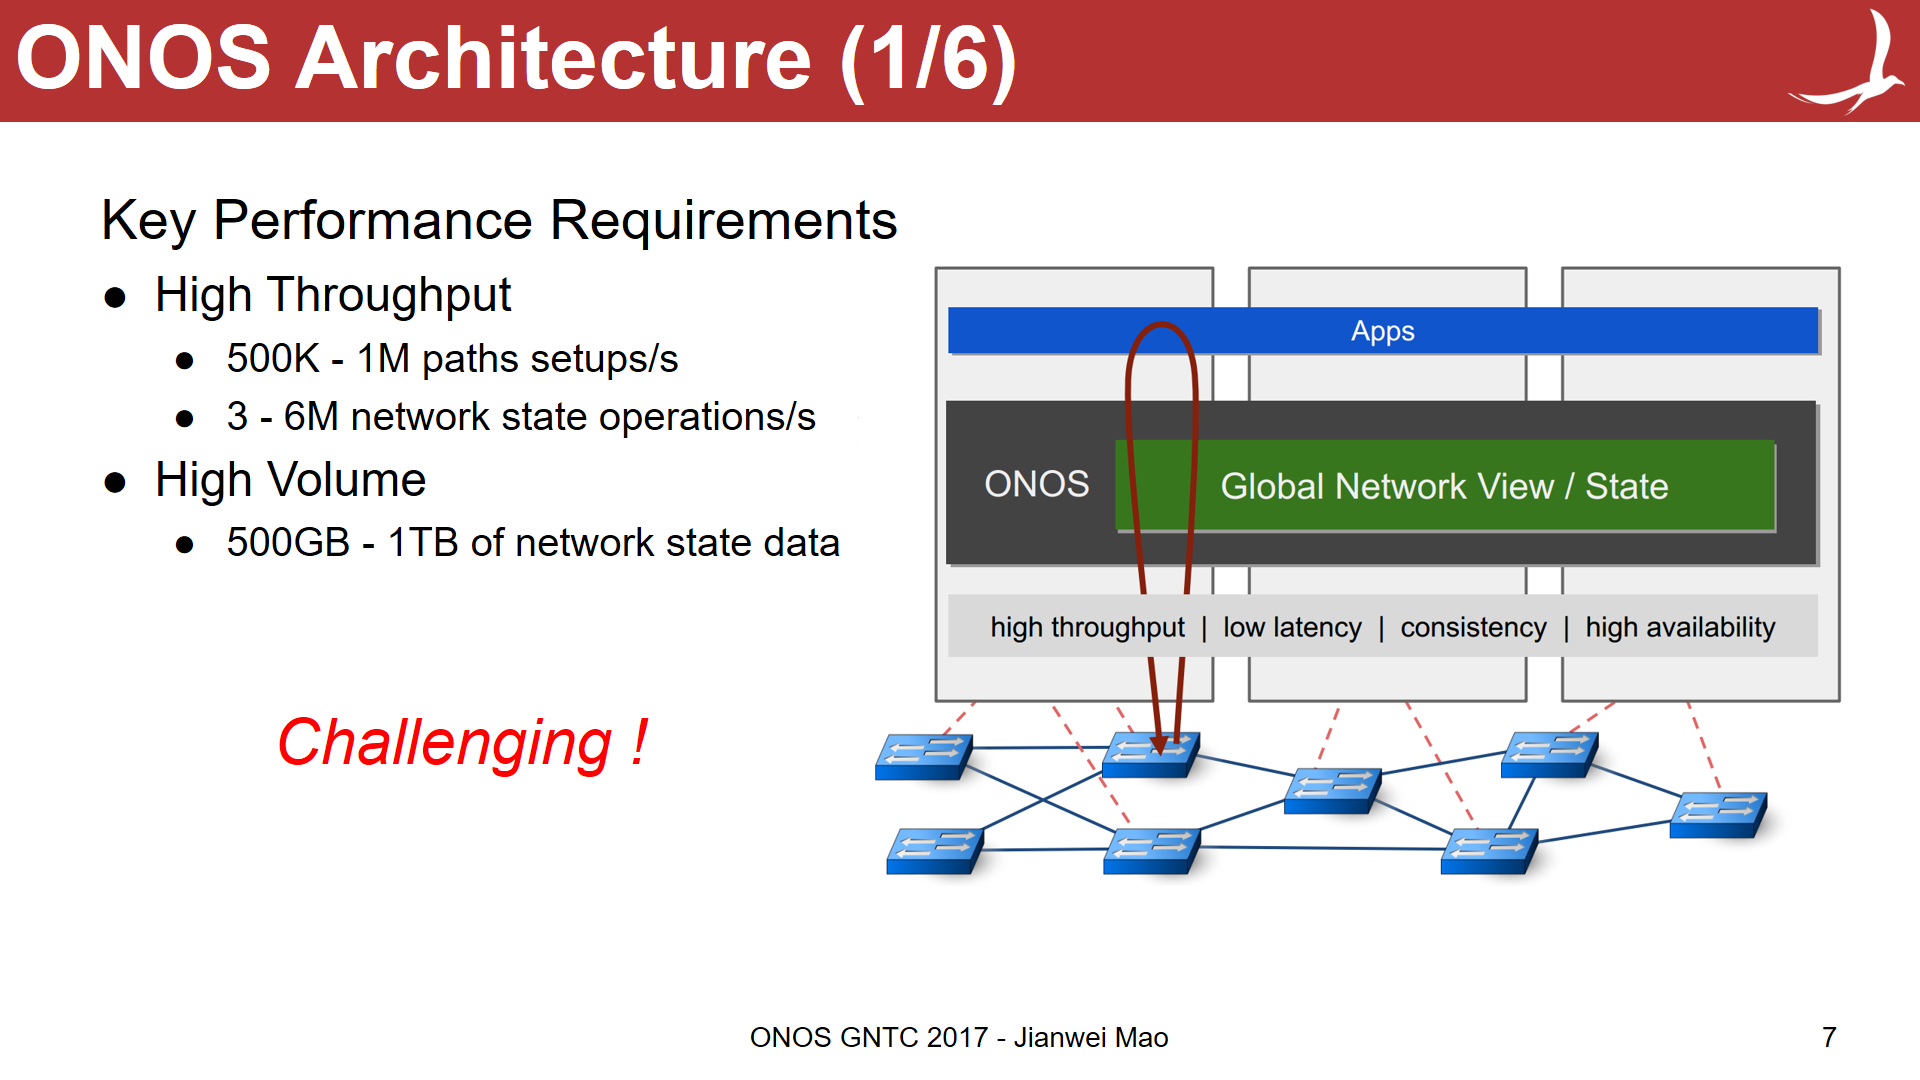 ONOS Architecture (1/6)
Key Performance Requirements
● High Throughput
● 500K - 1M paths setups/s
● 3 - 6M network state operations/s
● High Volume
● 500GB - 1TB of network state data
Challenging !
Apps
ONOS
Global Network View / State
high throughput | low latency | consistency | high availability
ONOS GNTC 2017 - Jianwei Mao
7